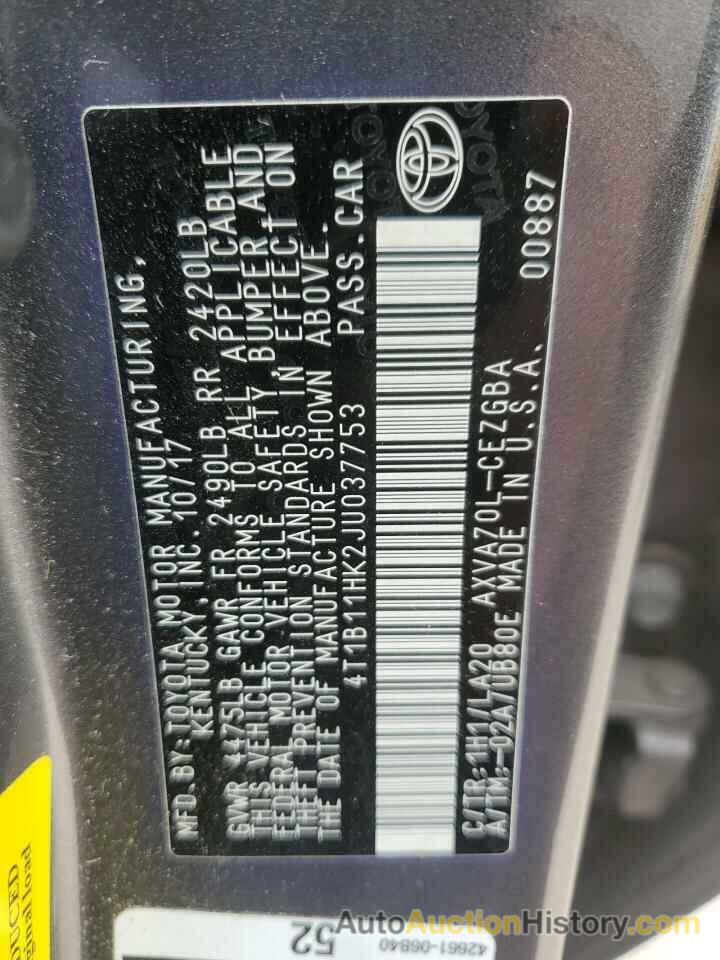 MFD.BY:TOYOTA MOTOR MANUFACTURING,
KENTUCKY, INC. 10/17
GVWR 4475LB GAWR FR 2490LB RR 2420LB
THIS VEHICLE CONFORMS TO ALL APPLICABLE
FEDERAL MOTOR VEHICLE SAFETY, BUMPER AND
THEFT PREVENTION STANDARDS IN EFFECT ON
THE DATE OF MANUFACTURE SHOWN ABOVE.
4T1B11HK2JU037753 PASS.CAR
C/TR:1H1/LA20 AXVA70L-CEZGBA
A/TM:-02A/UB80E MADE IN U.S.A.
00887
TOYOTA
52
42661-06840
AutoAuctionHistory.com